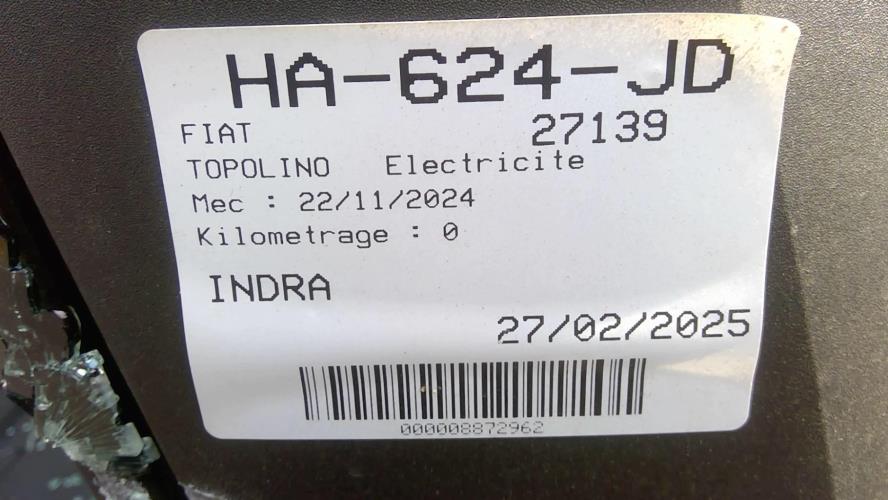 HA-624-JD
FIAT 27139
TOPOLINO Electricite
Mec : 22/11/2024
Kilometrage : 0
INDRA
27/02/2025
000008872962